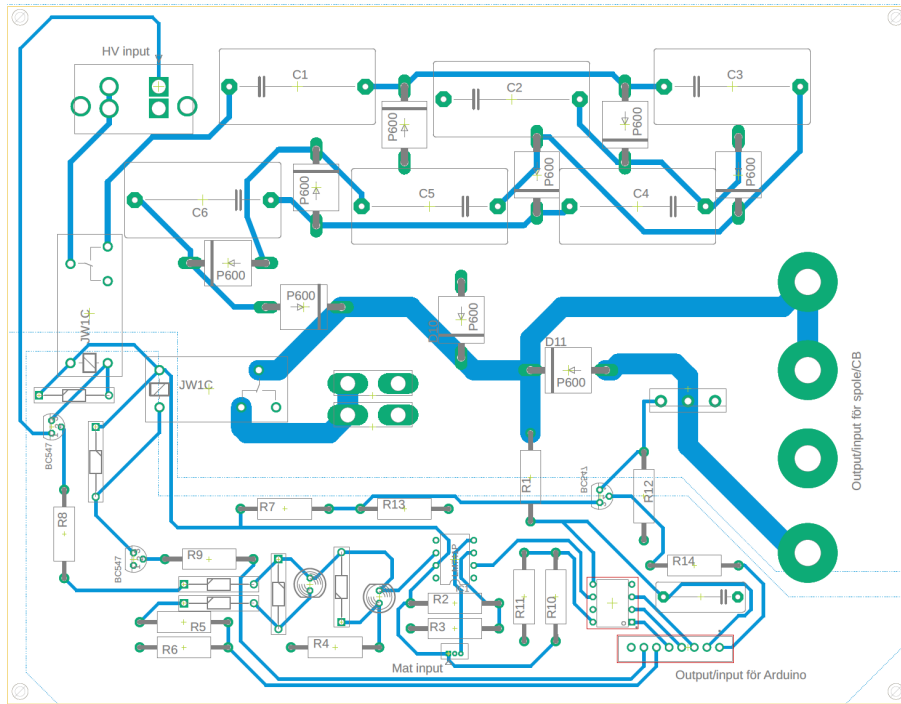 HV input
C1
C2
C3
P600
P600
P600
P600
P600
C6
C5
C4
P600
P600
P600
JW1C
JW1C
D11
P600
Output/input för spole/CB
BC547
R8
R1
R12
R7
R13
BC547
R9
R14
R2
R11
R10
R5
R3
R6
R4
Mat input
Output/input för Arduino